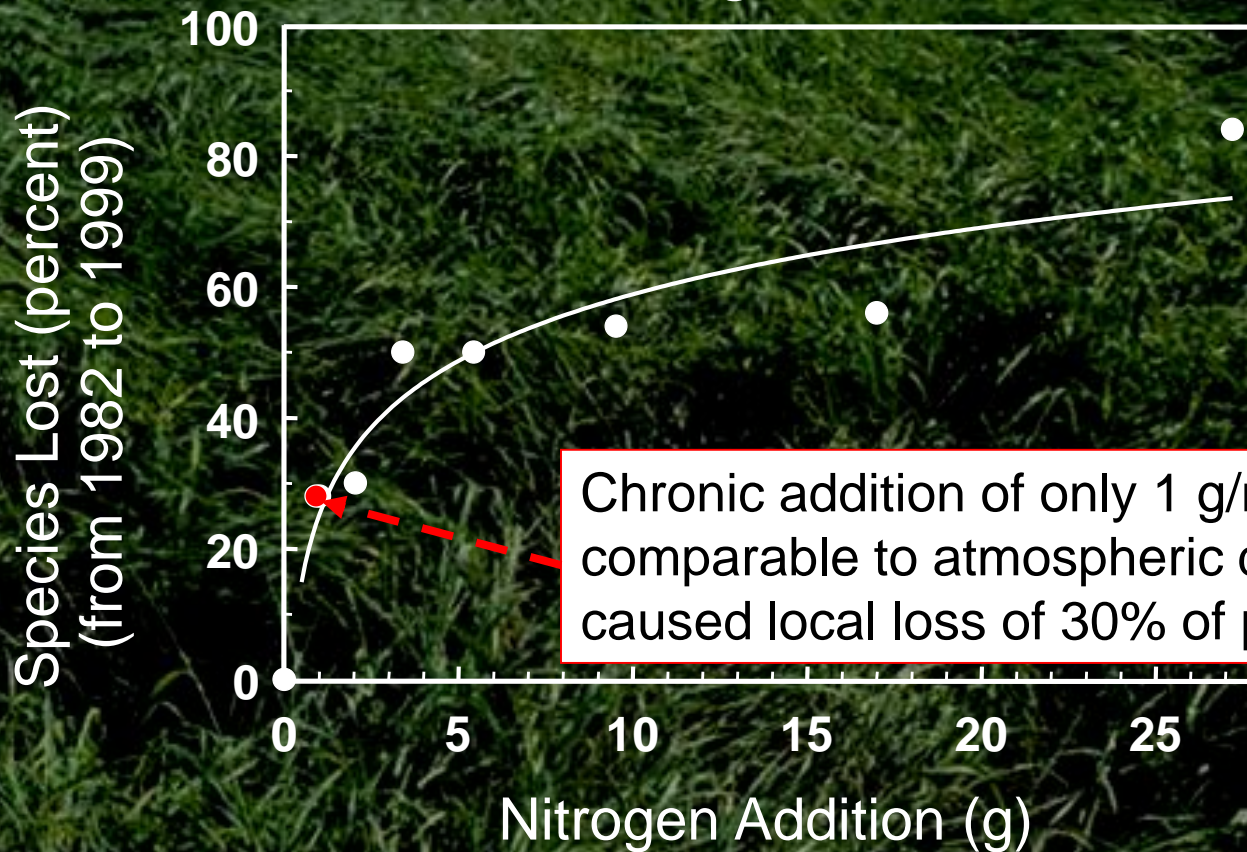 100
80
60
40
20
0
Species Lost (percent)
(from 1982 to 1999)
Chronic addition of only 1 g/
comparable to atmospheric
caused local loss of 30% of
0 5 10 15 20 25
Nitrogen Addition (g)